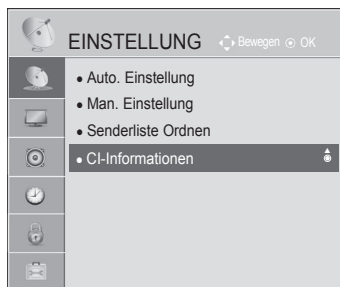 EINSTELLUNG Bewegen OK
• Auto. Einstellung
• Man. Einstellung
• Senderliste Ordnen
• CI-Informationen